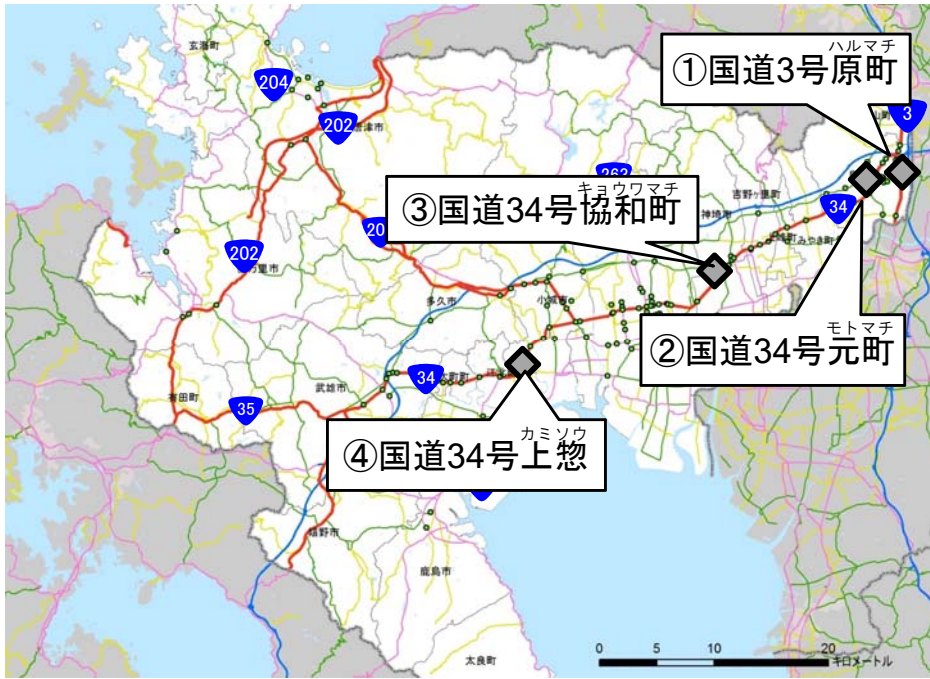 玄海町
204
202
唐津市
ハルマチ
①国道3号原町
3
キョウワマチ
③国道34号協和町
263
吉野ヶ里町
神埼市
34
みやき町
202
多久市
小城市
モトマチ
②国道34号元町
34
大町町
武雄市
有田町
35
カミソウ
④国道34号上惣
嬉野市
鹿島市
太良町
0 5 10 20
キロメートル